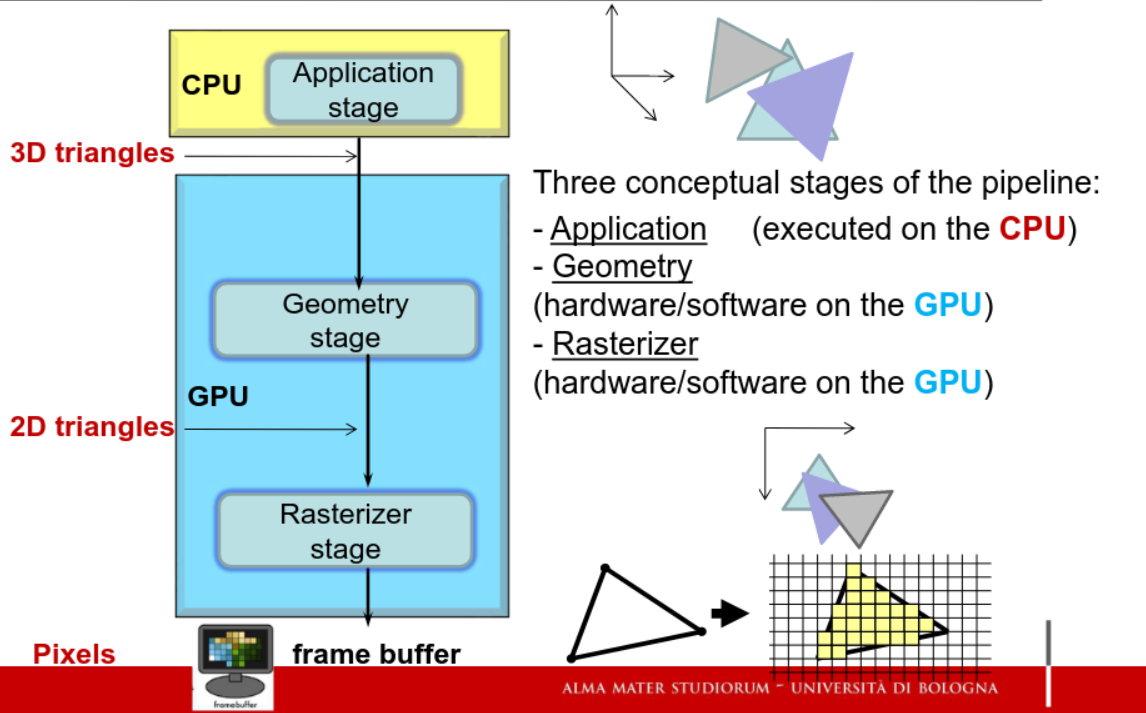 CPU
Application
stage
3D triangles
Geometry
stage
GPU
2D triangles
Rasterizer
stage
Pixels
frame buffer
framebuffer
Three conceptual stages of the pipeline:
- Application (executed on the CPU)
- Geometry
(hardware/software on the GPU)
- Rasterizer
(hardware/software on the GPU)
ALMA MATER STUDIORUM - UNIVERSITÀ DI BOLOGNA